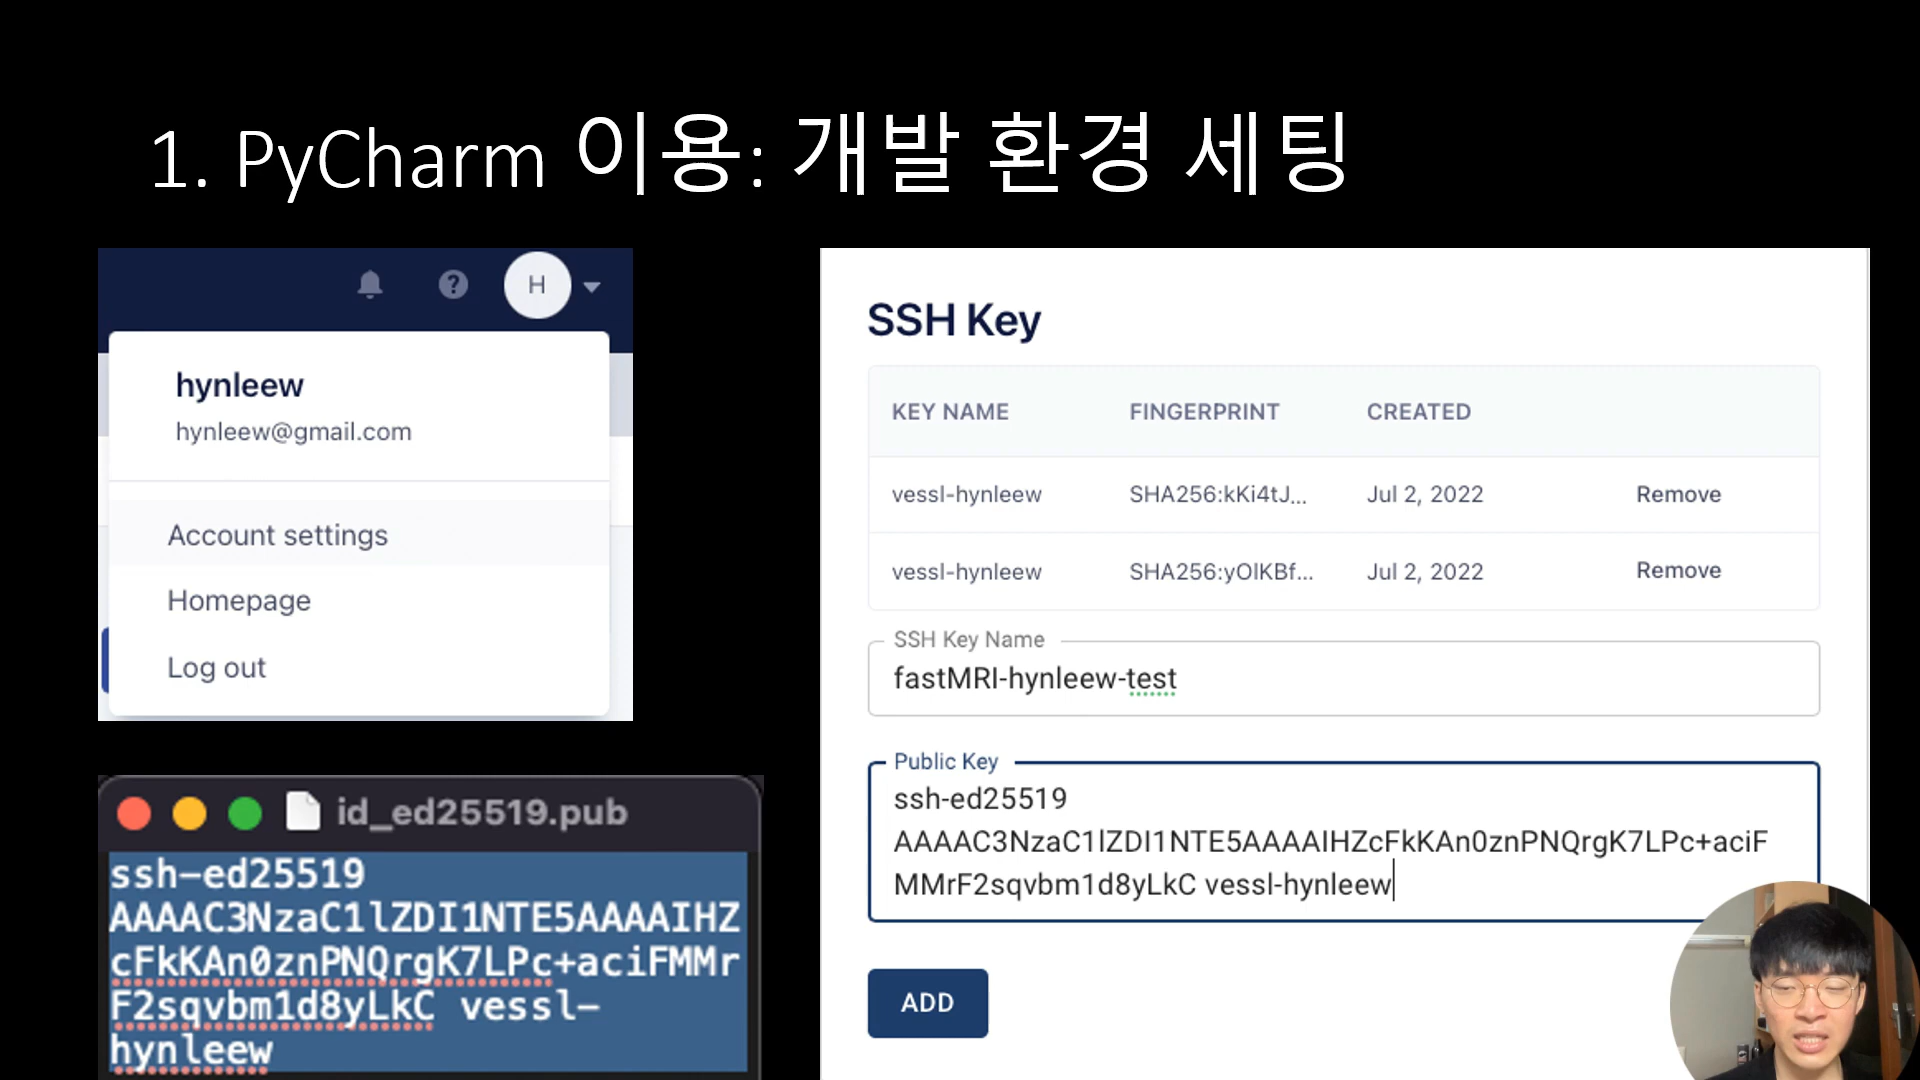 1. PyCharm 이용: 개발 환경 세팅
H
hynleew
hynleew@gmail.com
Account settings
Homepage
Log out
id_ed25519.pub
ssh-ed25519
AAAAC3NzaC1lZDI1NTE5AAAAIHZ
cFkKAn0znPNQrgK7LPc+aciFMMr
F2sqvbm1d8yLkC vessl-
hynleew
SSH Key
KEY NAME FINGERPRINT CREATED
vessl-hynleew SHA256:kKi4tJ... Jul 2, 2022 Remove
vessl-hynleew SHA256:yOlKBf... Jul 2, 2022 Remove
SSH Key Name
fastMRI-hynleew-test
Public Key
ssh-ed25519
AAAAC3NzaC1lZDI1NTE5AAAAIHZcFkKAn0znPNQrgK7LPc+aciF
MMrF2sqvbm1d8yLkC vessl-hynleew
ADD